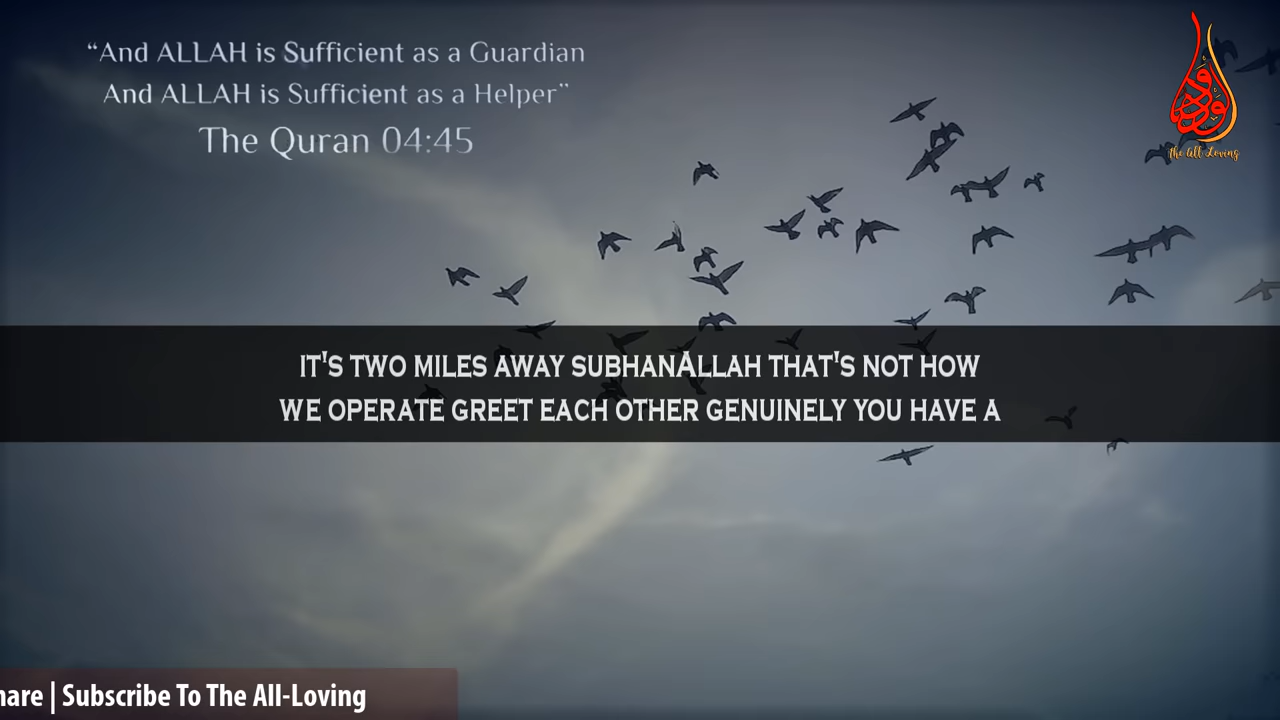 “And ALLAH is Sufficient as a Guardian
And ALLAH is Sufficient as a Helper”
The Quran 04:45
الودود
The All Loving
IT'S TWO MILES AWAY SUBHANALLAH THAT'S NOT HOW
WE OPERATE GREET EACH OTHER GENUINELY YOU HAVE A
hare | Subscribe To The All-Loving